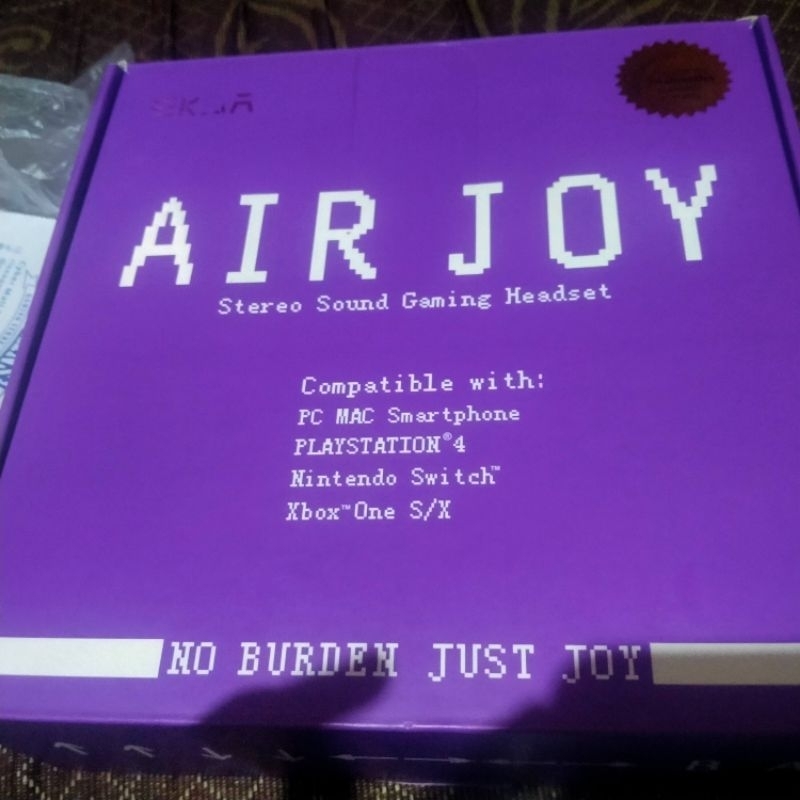 AIR JOY
Stereo Sound Gaming Headset
Compatible with:
PC MAC Smartphone
PLAYSTATION®4
Nintendo Switch™
Xbox™One S/X
NO BURDEN JUST JOY